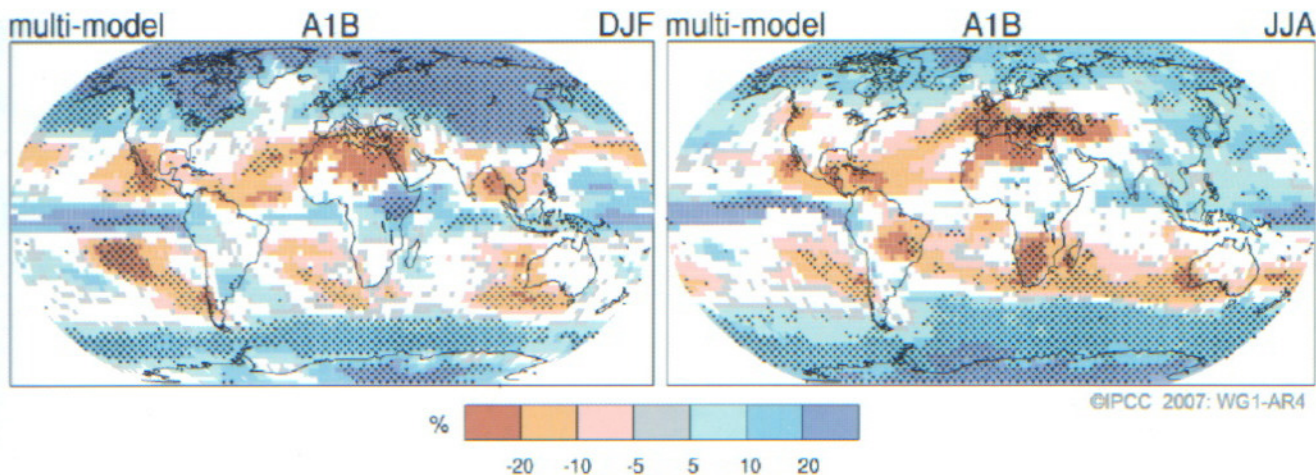 multi-model A1B DJF
multi-model A1B JJA
©IPCC 2007: WG1-AR4
%
-20 -10 -5 5 10 20